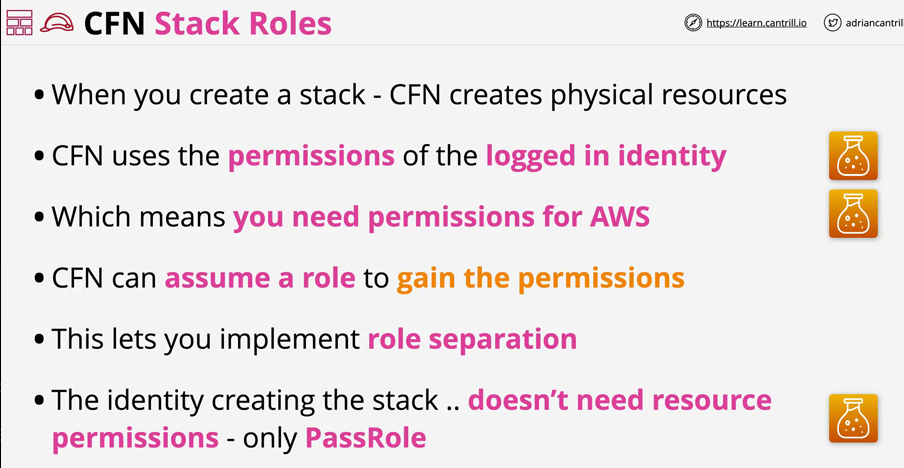 CFN Stack Roles
https://learn.cantrill.io
adriancantril
• When you create a stack - CFN creates physical resources
• CFN uses the permissions of the logged in identity
• Which means you need permissions for AWS
• CFN can assume a role to gain the permissions
• This lets you implement role separation
• The identity creating the stack .. doesn't need resource
permissions - only PassRole